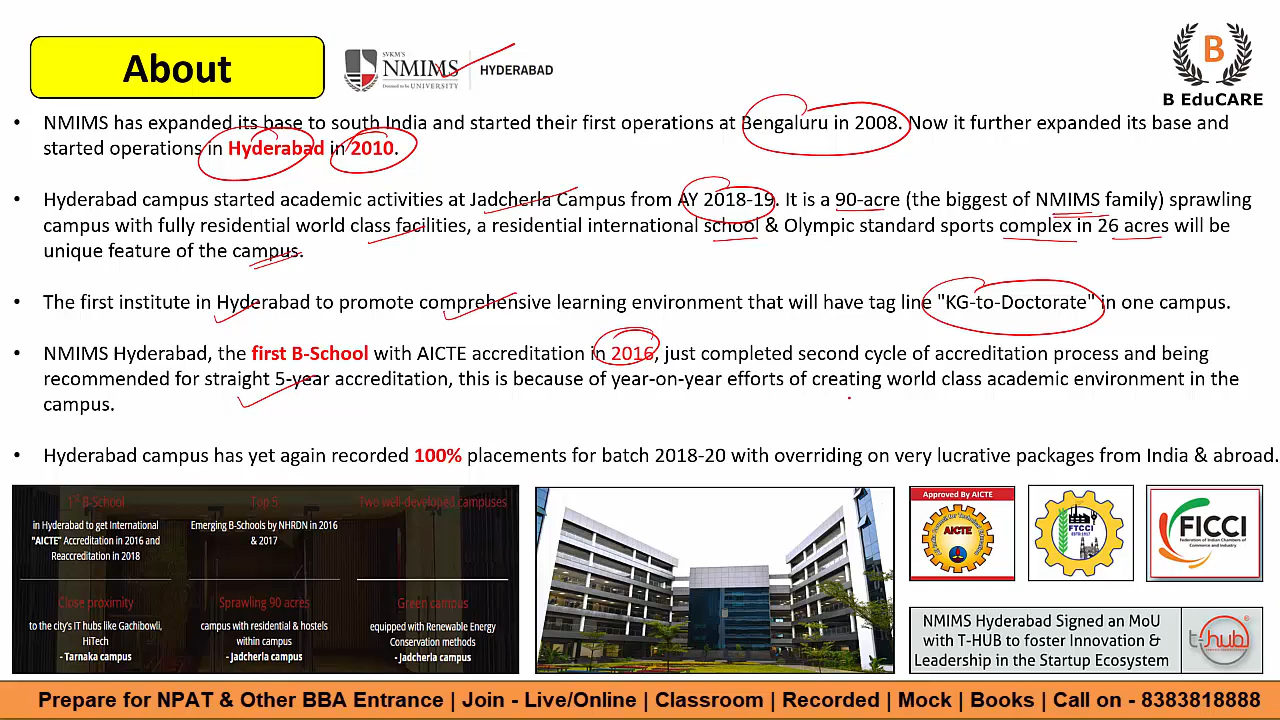 About
SVKM'S
NMIMS
Deemed to be UNIVERSITY
HYDERABAD
B
B EduCARE
• NMIMS has expanded its base to south India and started their first operations at Bengaluru in 2008. Now it further expanded its base and
started operations in Hyderabad in 2010.
• Hyderabad campus started academic activities at Jadcherla Campus from AY 2018-19. It is a 90-acre (the biggest of NMIMS family) sprawling
campus with fully residential world class facilities, a residential international school & Olympic standard sports complex in 26 acres will be
unique feature of the campus.
• The first institute in Hyderabad to promote comprehensive learning environment that will have tag line "KG-to-Doctorate" in one campus.
• NMIMS Hyderabad, the first B-School with AICTE accreditation in 2016, just completed second cycle of accreditation process and being
recommended for straight 5-year accreditation, this is because of year-on-year efforts of creating world class academic environment in the
campus.
• Hyderabad campus has yet again recorded 100% placements for batch 2018-20 with overriding on very lucrative packages from India & abroad.
1st B-School
in Hyderabad to get International
"AICTE" Accreditation in 2016 and
Reaccredition in 2018
Top 5
Emerging B-Schools by NHRDN in 2016
& 2017
Two well-developed campuses
Close proximity
to the city's IT hubs like Gachibowli,
HiTech
- Tarnaka campus
Sprawling 90 acres
campus with residential & hostels
within campus
- Jadcherla campus
Green campus
equipped with Renewable Energy
Conservation methods
- Jadcherla campus
Approved By AICTE
AICTE
FTCCI
FICCI
Federation of Indian Chambers
of Commerce and Industry
NMIMS Hyderabad Signed an MoU
with T-HUB to foster Innovation &
Leadership in the Startup Ecosystem
t-hub
Prepare for NPAT & Other BBA Entrance | Join - Live/Online | Classroom | Recorded | Mock | Books | Call on - 8383818888